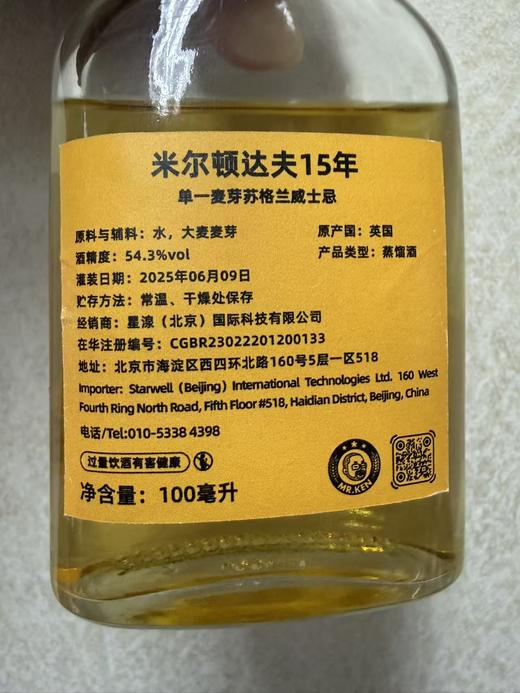 米尔顿达夫15年
单一麦芽苏格兰威士忌
原料与辅料：水，大麦麦芽 原产国：英国
酒精度：54.3%vol 产品类型：蒸馏酒
灌装日期：2025年06月09日
贮存方法：常温、干燥处保存
经销商：星湶（北京）国际科技有限公司
在华注册编号：CGBR23022201200133
地址：北京市海淀区西四环北路160号5层一区518
Importer: Starwell (Beijing) International Technologies Ltd. 160 West
Fourth Ring North Road, Fifth Floor #518, Haidian District, Beijing, China
电话/Tel:010-5338 4398
过量饮酒有害健康
净含量：100毫升
MR.KEN